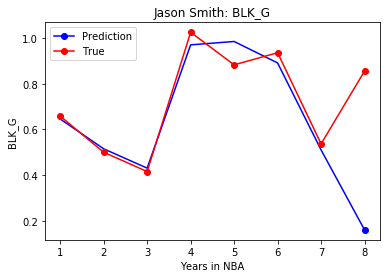 Jason Smith: BLK_G
Prediction
True
BLK_G
1.0
0.8
0.6
0.4
0.2
1 2 3 4 5 6 7 8
Years in NBA